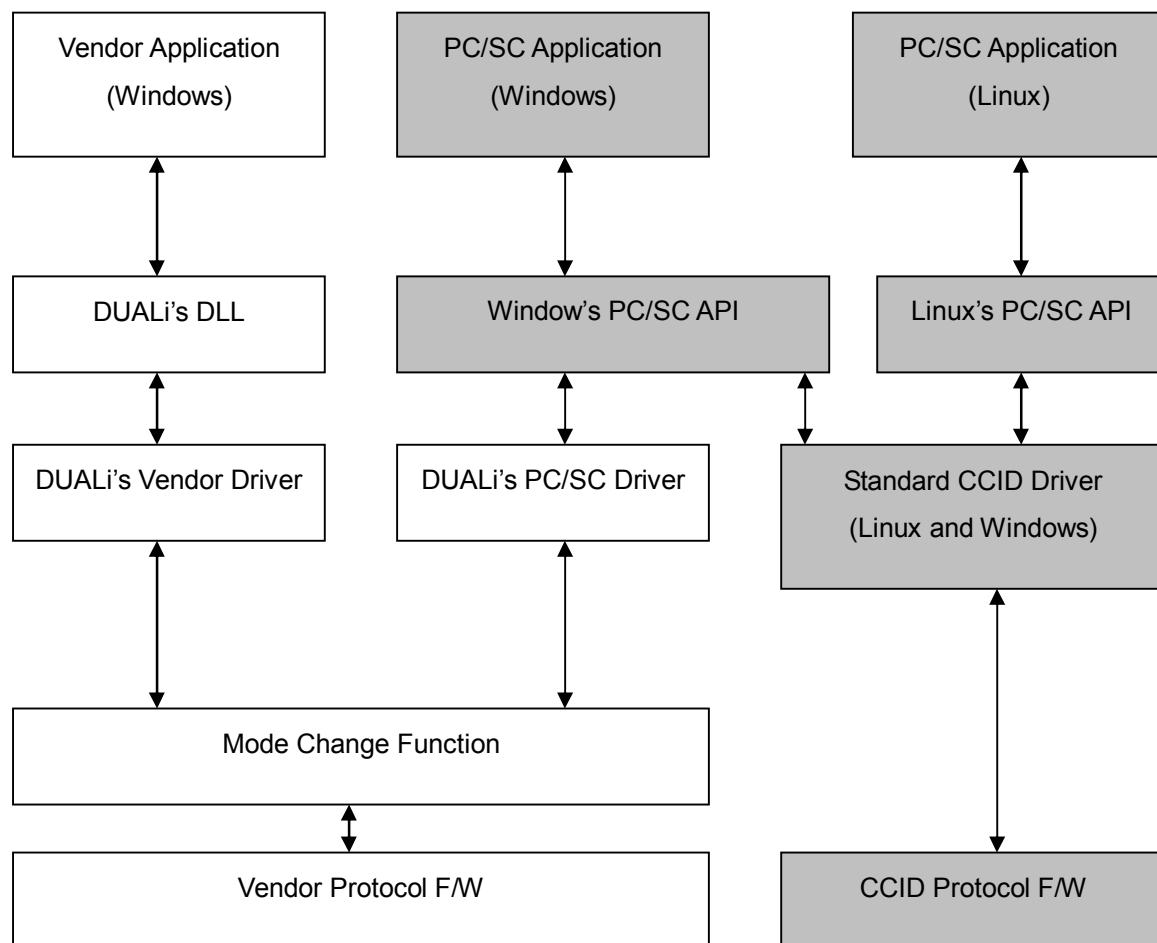 Vendor Application
(Windows)
PC/SC Application
(Windows)
PC/SC Application
(Linux)
DUALi’s DLL
Window’s PC/SC API
Linux’s PC/SC API
DUALi’s Vendor Driver
DUALi’s PC/SC Driver
Standard CCID Driver
(Linux and Windows)
Mode Change Function
Vendor Protocol F/W
CCID Protocol F/W